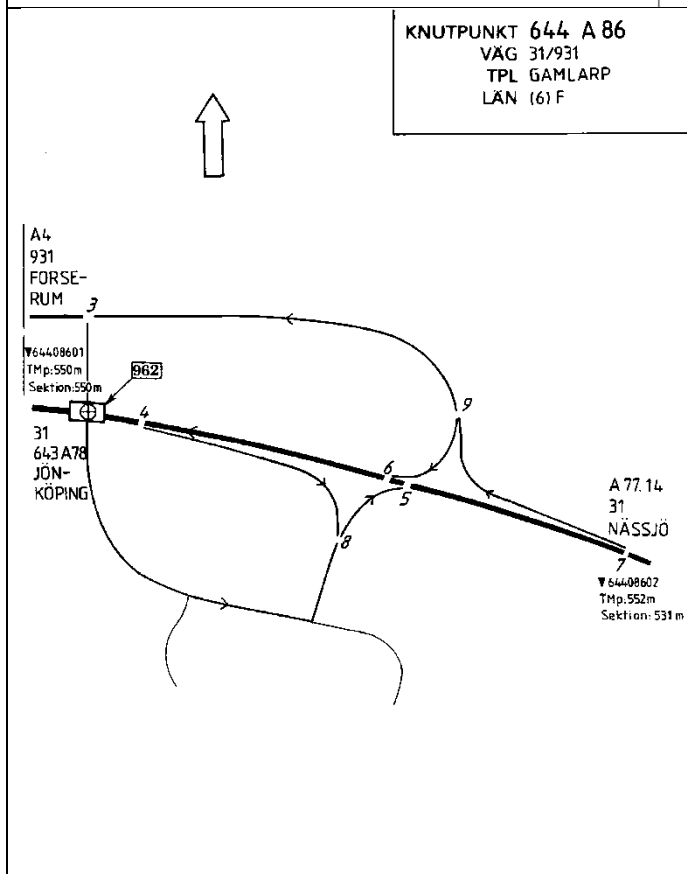 KNUTPUNKT 644 A 86
VÄG 31/931
TPL GAMLARP
LÄN (6) F
A4
931
FORSE-
RUM
3
▼64408601
TMp:550m
Sektion:550m
962
4
31
643 A78
JÖN-
KÖPING
9
6
5
8
A 77.14
31
NÄSSJÖ
7
▼64408602
TMp:552m
Sektion: 531 m